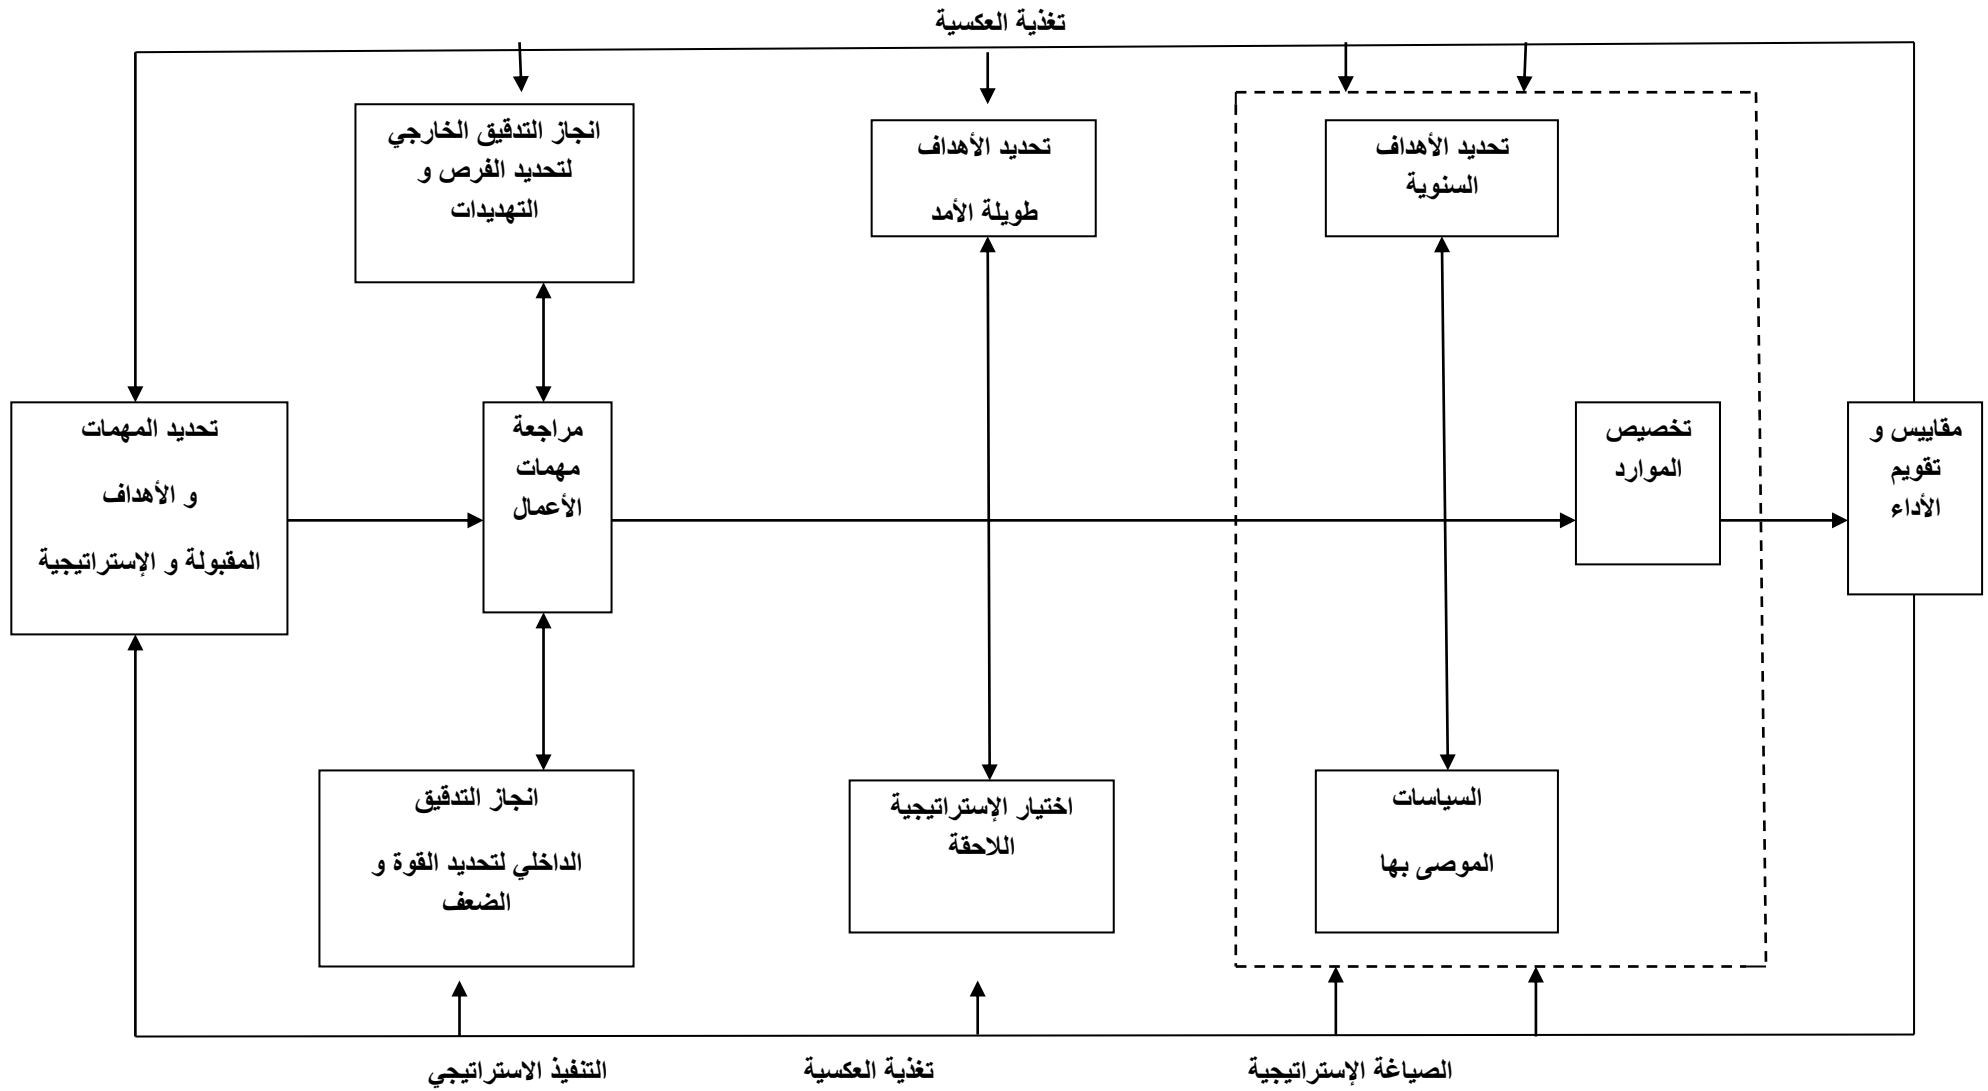 تغذية العكسية
انجاز التدقيق الخارجي
لتحديد الفرص و
التهديدات
تحديد الأهداف
طويلة الأمد
تحديد الأهداف
السنوية
تحديد المهمات
و الأهداف
المقبولة و الإستراتيجية
مراجعة
مهمات
الأعمال
تخصيص
الموارد
مقاييس و
تقويم
الأداء
انجاز التدقيق
الداخلي لتحديد القوة و
الضعف
اختيار الإستراتيجية
اللاحقة
السياسات
الموصى بها
التنفيذ الاستراتيجي
تغذية العكسية
الصياغة الإستراتيجية